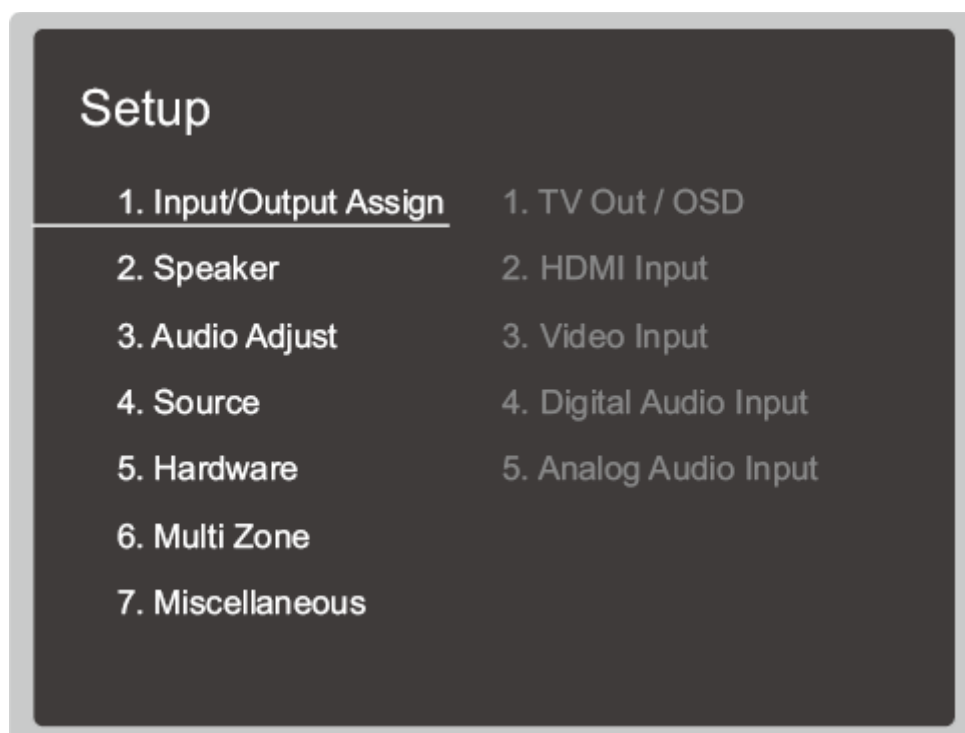 Setup
1. Input/Output Assign
2. Speaker
3. Audio Adjust
4. Source
5. Hardware
6. Multi Zone
7. Miscellaneous
1. TV Out / OSD
2. HDMI Input
3. Video Input
4. Digital Audio Input
5. Analog Audio Input